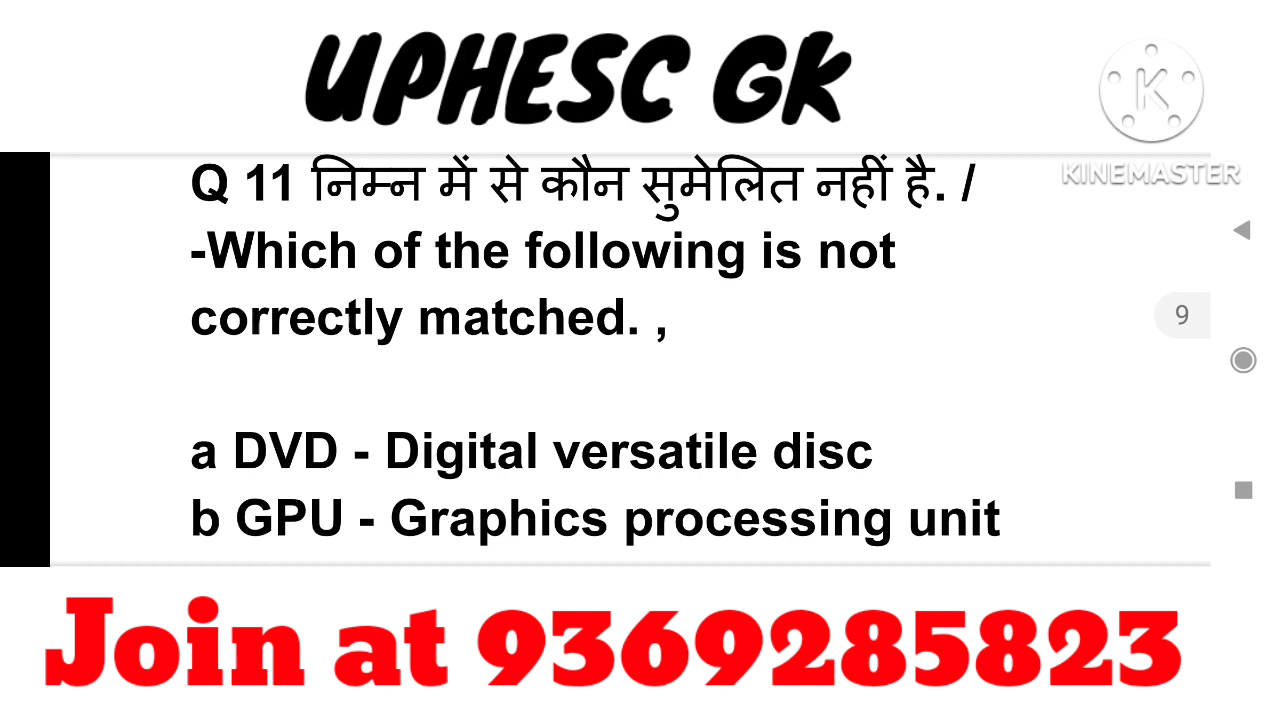 UPHESC GK
KINEMASTER
Q 11 निम्न में से कौन सुमेलित नहीं है. /
-Which of the following is not
correctly matched. ,
9
a DVD - Digital versatile disc
b GPU - Graphics processing unit
Join at 9369285823